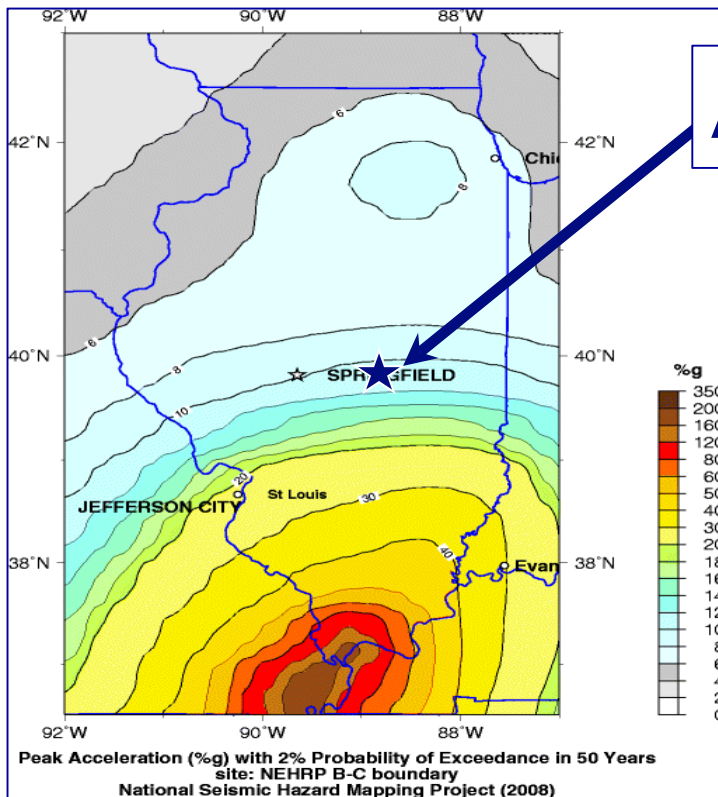 92°W 90°W 88°W
42°N 42°N
6
8
Chi
40°N 40°N
6
8
10
SPRINGFIELD
%g
350
200
160
120
80
60
50
40
30
20
18
16
14
12
10
8
6
4
2
0
20
St Louis
30
JEFFERSON CITY
40
38°N 38°N
Evan
92°W 90°W 88°W
Peak Acceleration (%g) with 2% Probability of Exceedance in 50 Years
site: NEHRP B-C boundary
National Seismic Hazard Mapping Project (2008)